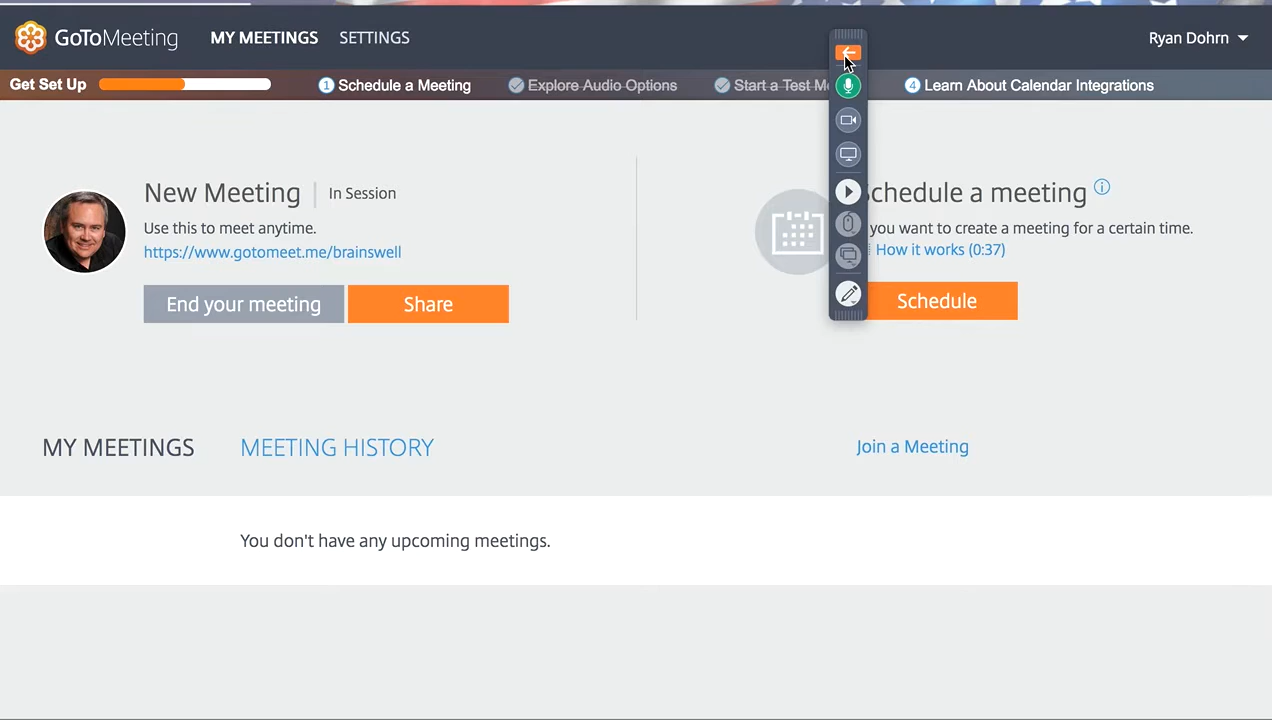 GoToMeeting MY MEETINGS SETTINGS Ryan Dohrn
Get Set Up 1 Schedule a Meeting Explore Audio Options Start a Test 4 Learn About Calendar Integrations
New Meeting In Session
Use this to meet anytime.
https://www.gotomeet.me/brainswell
End your meeting Share
chedule a meeting
you want to create a meeting for a certain time.
How it works (0:37)
Schedule
MY MEETINGS MEETING HISTORY Join a Meeting
You don't have any upcoming meetings.